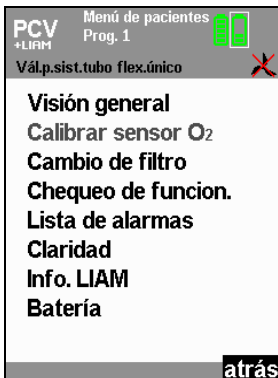 PCV
+LIAM
Menú de pacientes
Prog. 1
Vál.p.sist.tubo flex.único
Visión general
Calibrar sensor O₂
Cambio de filtro
Chequeo de funcion.
Lista de alarmas
Claridad
Info. LIAM
Batería
atrás